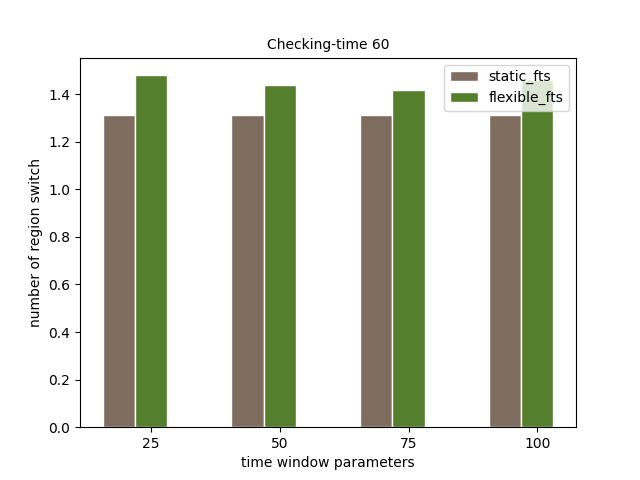 Checking-time 60
static_fts
flexible_fts
1.4
1.2
1.0
0.8
0.6
0.4
0.2
0.0
number of region switch
25 50 75 100
time window parameters